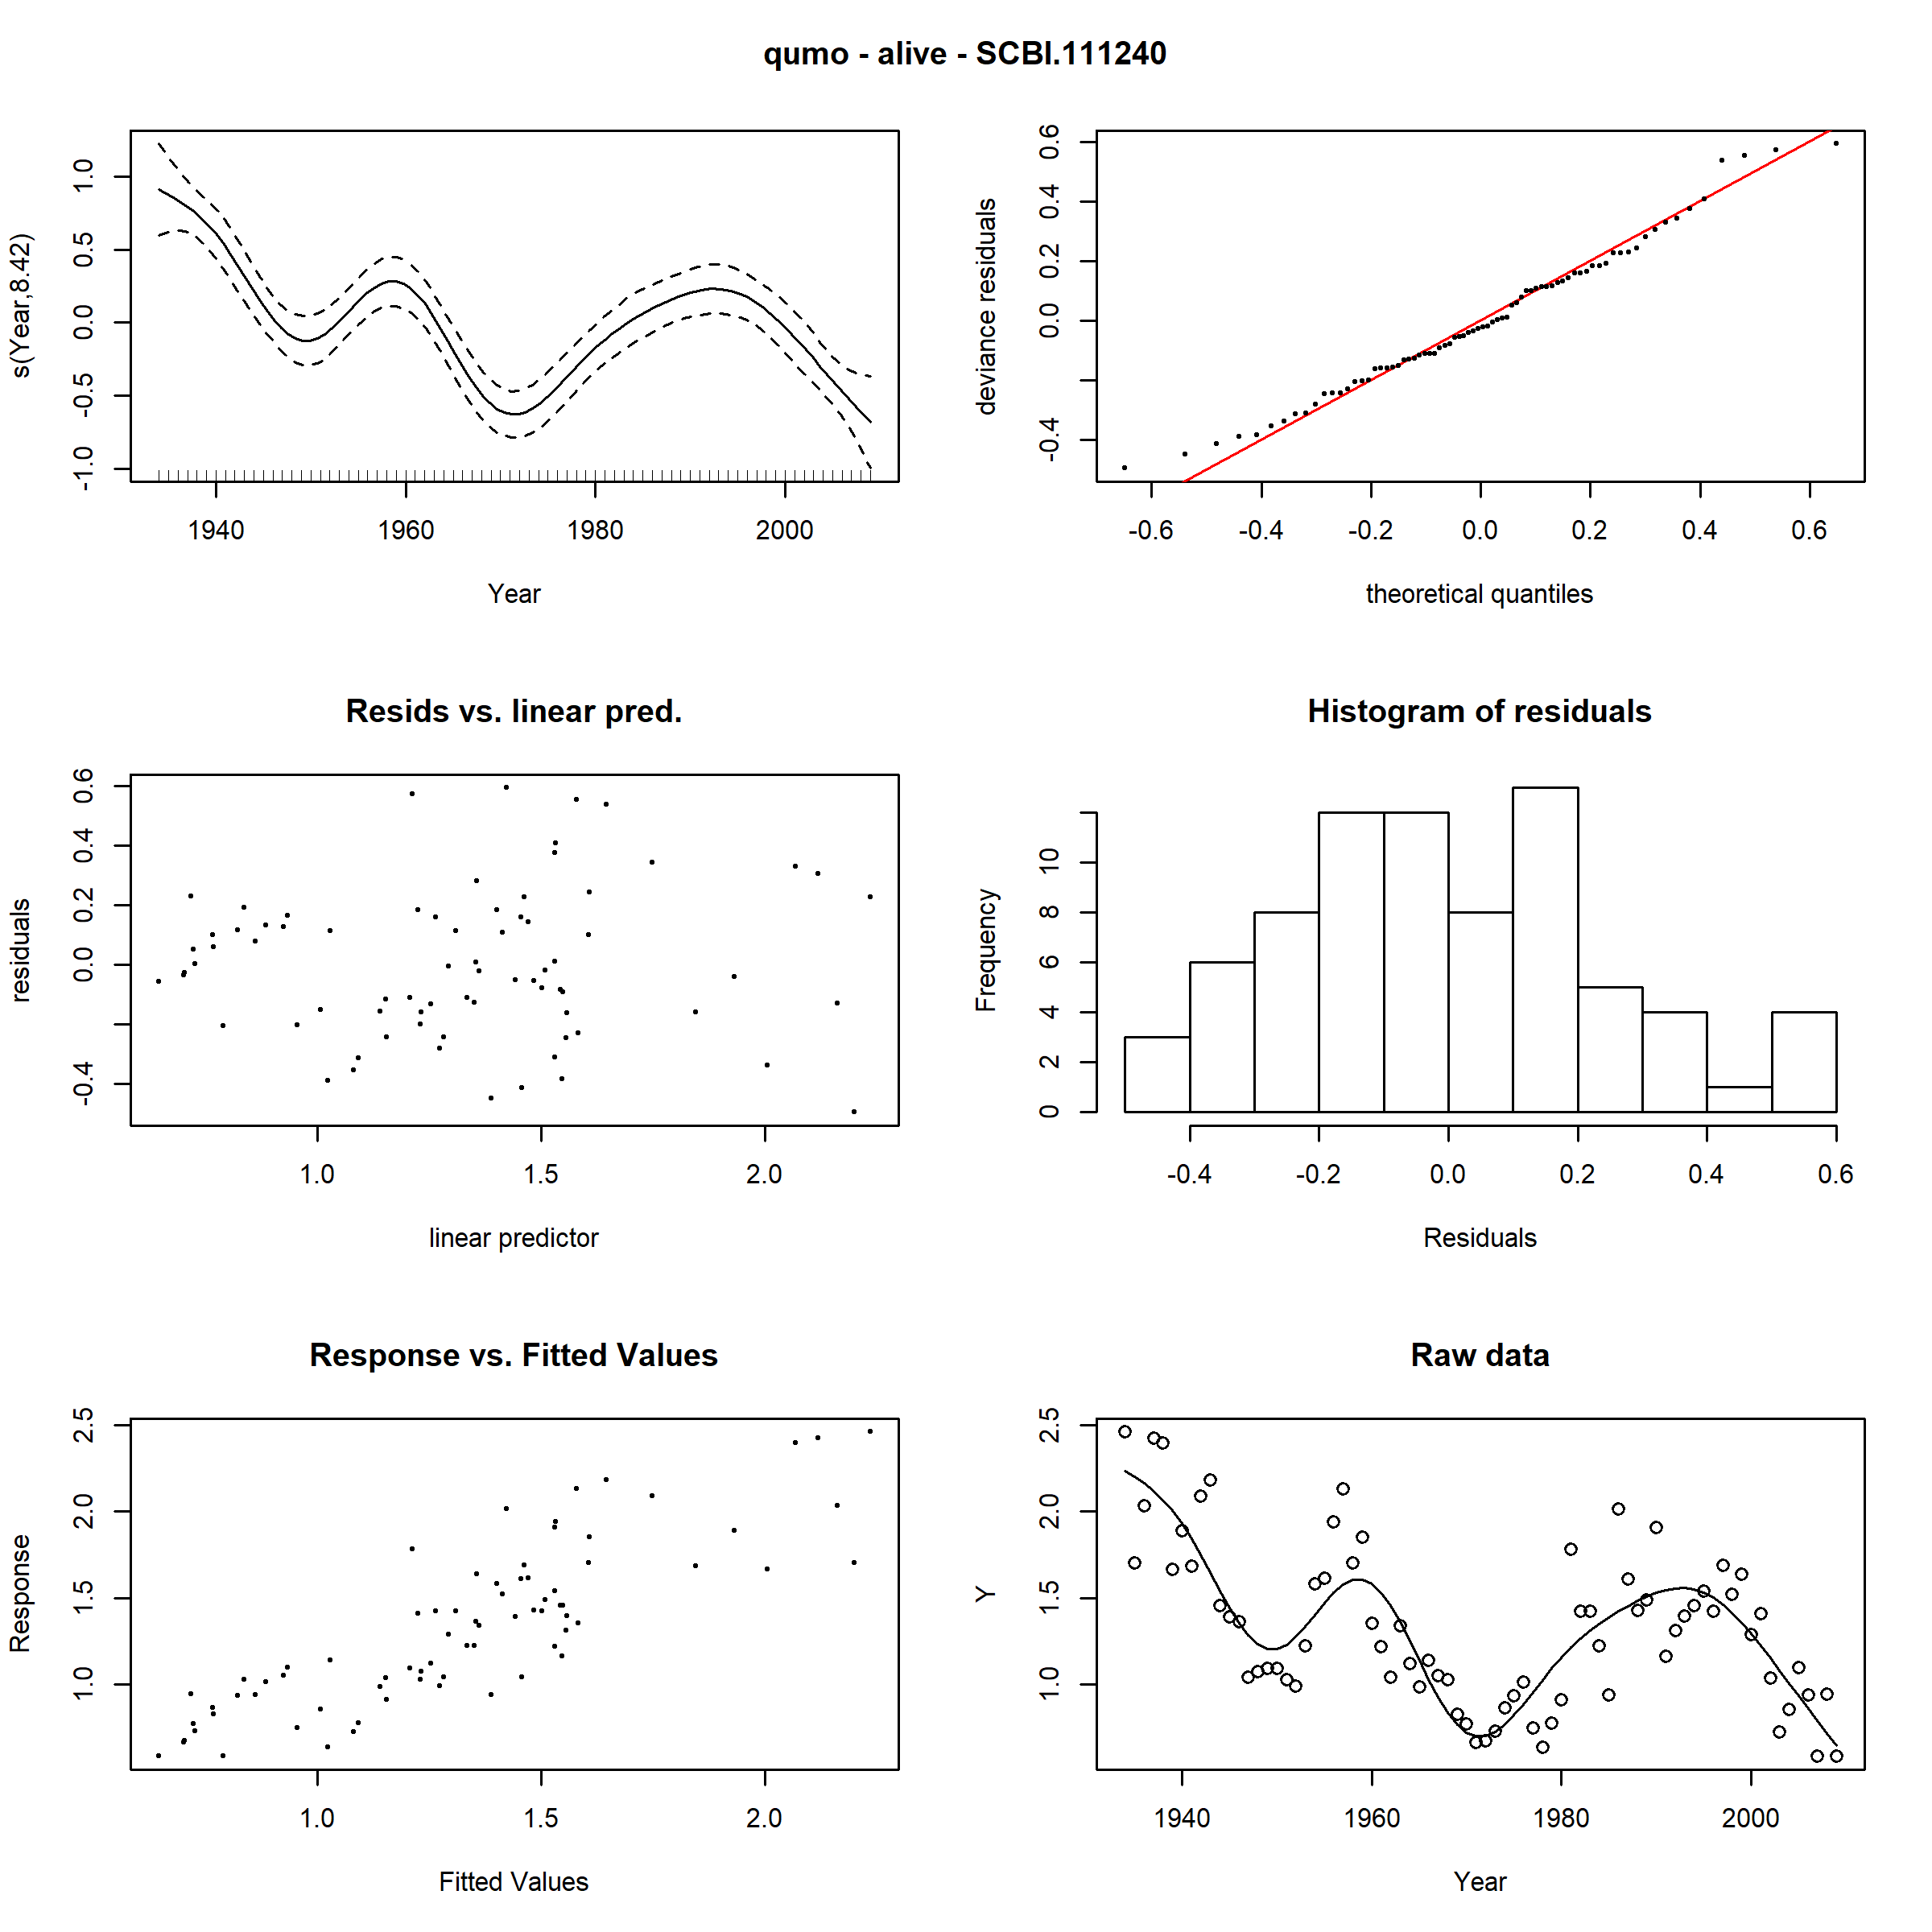 qumo - alive - SCBI.111240
s(Year,8.42)
1.0
0.5
0.0
-0.5
-1.0
1940 1960 1980 2000
Year
deviance residuals
0.6
0.4
0.2
0.0
-0.4
-0.6 -0.4 -0.2 0.0 0.2 0.4 0.6
theoretical quantiles
Resids vs. linear pred.
residuals
0.6
0.4
0.2
0.0
-0.4
1.0 1.5 2.0
linear predictor
Histogram of residuals
Frequency
10
8
6
4
2
0
-0.4 -0.2 0.0 0.2 0.4 0.6
Residuals
Response vs. Fitted Values
Response
2.5
2.0
1.5
1.0
1.0 1.5 2.0
Fitted Values
Raw data
Y
2.5
2.0
1.5
1.0
1940 1960 1980 2000
Year